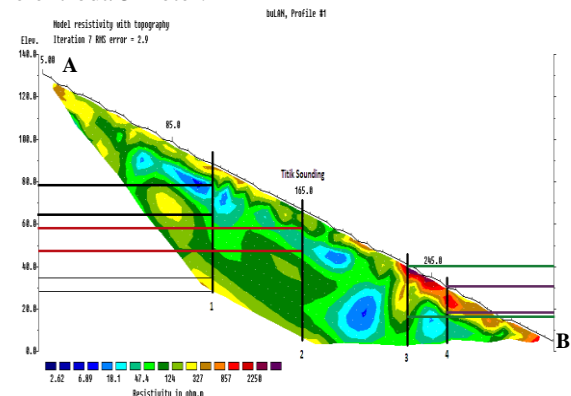 buLAN, Profile #1
Model resistivity with topography
Iteration 7 RMS error = 2.9
Elev.
140.0
5.00
A
120.0
85.0
100.0
Titik Sounding
80.0
165.0
60.0
40.0
245.0
20.0
1
2
3
4
B
0.0
2.62 6.89 18.1 47.4 124 327 857 2250
Resistivity in ohm.m